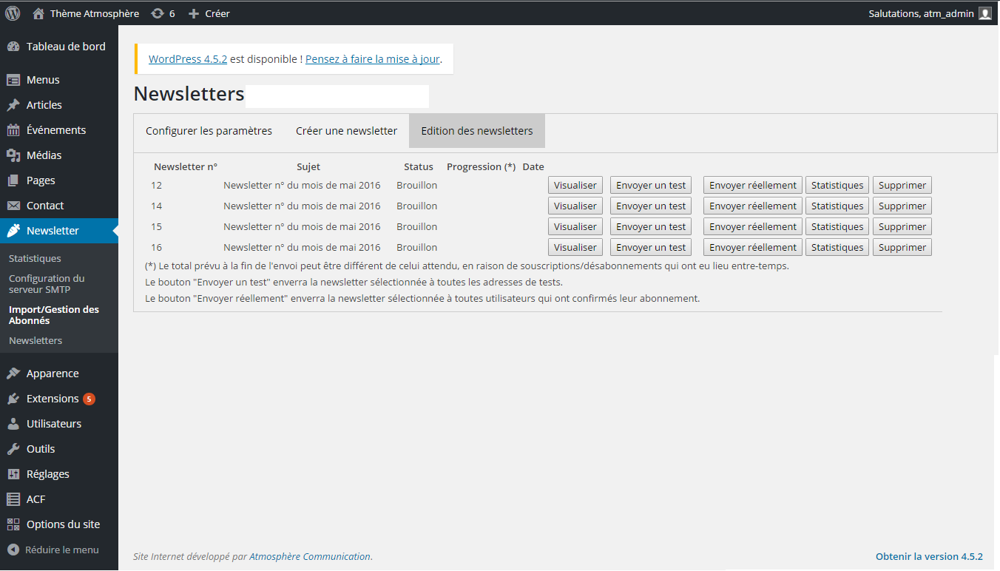 Thème Atmosphère 6 Créer Salutations, atm_admin
Tableau de bord
Menus
Articles
Événements
Médias
Pages
Contact
Newsletter
Statistiques
Configuration du
serveur SMTP
Import/Gestion des
Abonnés
Newsletters
Apparence
Extensions 5
Utilisateurs
Outils
Réglages
ACF
Options du site
Réduire le menu
WordPress 4.5.2 est disponible ! Pensez à faire la mise à jour.
Newsletters
Configurer les paramètres Créer une newsletter Edition des newsletters
Newsletter n° Sujet Status Progression (*) Date
12 Newsletter n° du mois de mai 2016 Brouillon Visualiser Envoyer un test Envoyer réellement Statistiques Supprimer
14 Newsletter n° du mois de mai 2016 Brouillon Visualiser Envoyer un test Envoyer réellement Statistiques Supprimer
15 Newsletter n° du mois de mai 2016 Brouillon Visualiser Envoyer un test Envoyer réellement Statistiques Supprimer
16 Newsletter n° du mois de mai 2016 Brouillon Visualiser Envoyer un test Envoyer réellement Statistiques Supprimer
(*) Le total prévu à la fin de l'envoi peut être différent de celui attendu, en raison de souscriptions/désabonnements qui ont eu lieu entre-temps.
Le bouton "Envoyer un test" enverra la newsletter sélectionnée à toutes les adresses de tests.
Le bouton "Envoyer réellement" enverra la newsletter sélectionnée à toutes utilisateurs qui ont confirmés leur abonnement.
Site Internet développé par Atmosphère Communication. Obtenir la version 4.5.2